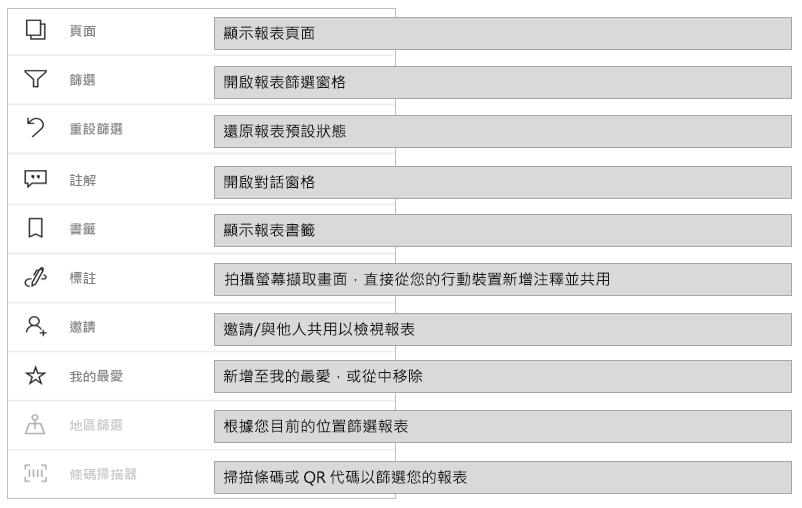 頁面
顯示報表頁面
篩選
開啟報表篩選窗格
重設篩選
還原報表預設狀態
註解
開啟對話窗格
書籤
顯示報表書籤
標註
拍攝螢幕擷取畫面，直接從您的行動裝置新增注釋並共用
邀請
邀請/與他人共用以檢視報表
我的最愛
新增至我的最愛，或從中移除
地區篩選
根據您目前的位置篩選報表
條碼掃描器
掃描條碼或 QR 代碼以篩選您的報表